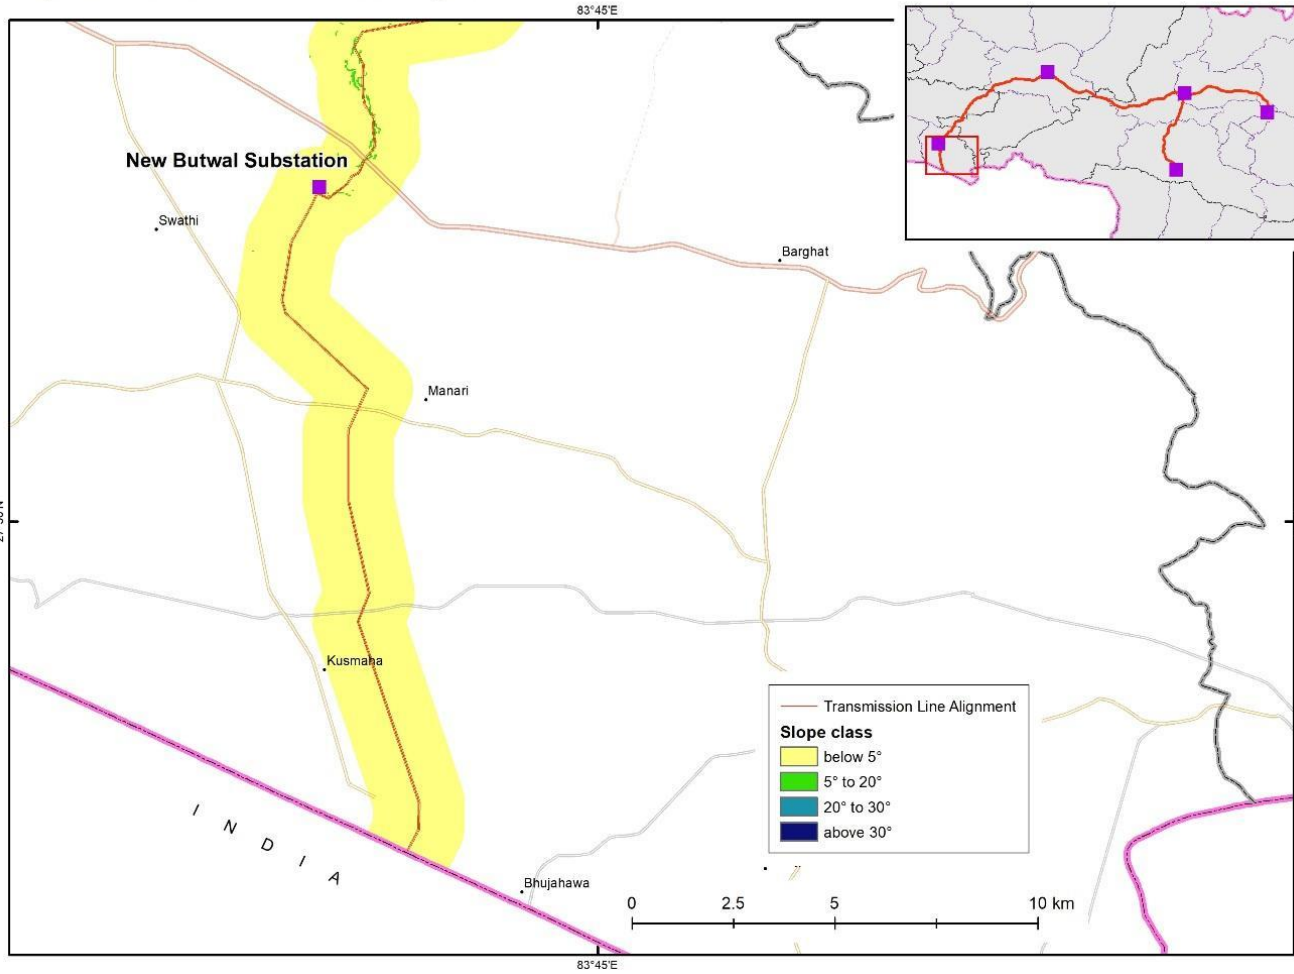 83°45'E
New Butwal Substation
Swathi
Barghat
Manari
Kusmaha
Transmission Line Alignment
Slope class
below 5°
5° to 20°
20° to 30°
above 30°
I N D I A
Bhujahawa
0 2.5 5 10 km
83°45'E